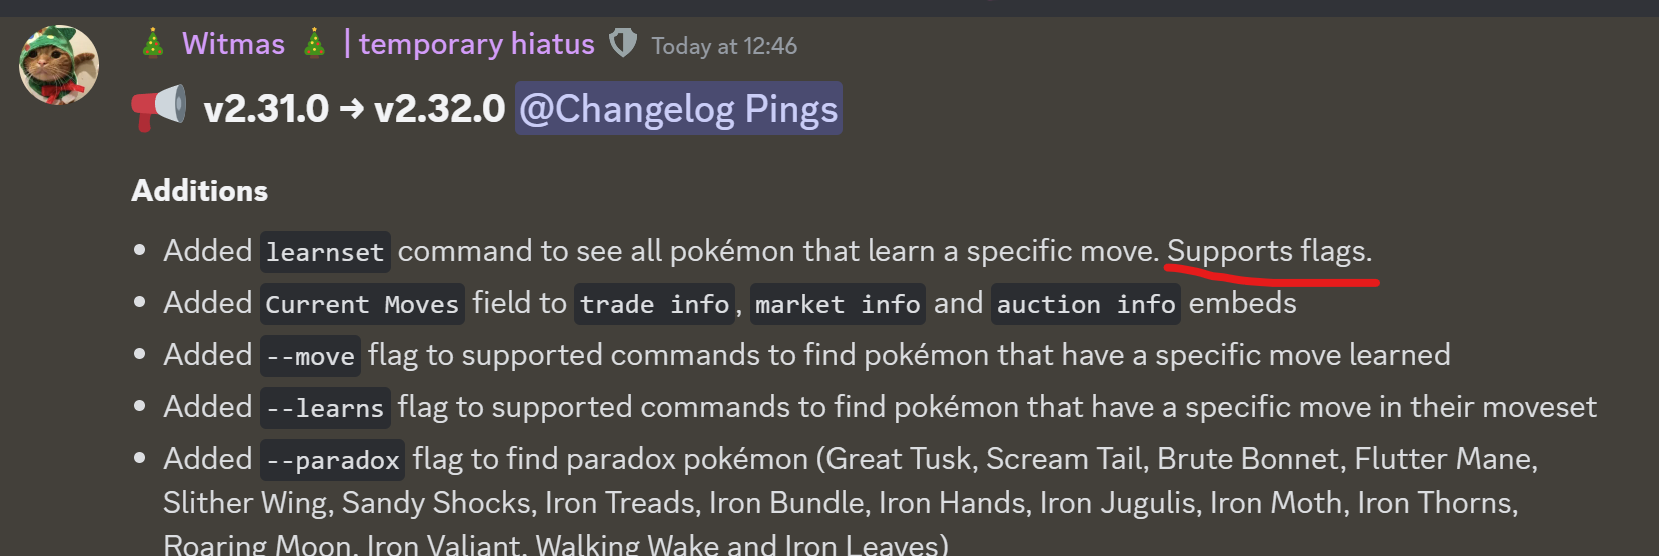 🎄 Witmas 🎄 | temporary hiatus Today at 12:46
v2.31.0 → v2.32.0 @Changelog Pings
Additions
• Added learnset command to see all pokémon that learn a specific move. Supports flags.
• Added Current Moves field to trade info, market info and auction info embeds
• Added --move flag to supported commands to find pokémon that have a specific move learned
• Added --learns flag to supported commands to find pokémon that have a specific move in their moveset
• Added --paradox flag to find paradox pokémon (Great Tusk, Scream Tail, Brute Bonnet, Flutter Mane,
Slither Wing, Sandy Shocks, Iron Treads, Iron Bundle, Iron Hands, Iron Jugulis, Iron Moth, Iron Thorns,
Roaring Moon, Iron Valiant, Walking Wake and Iron Leaves)